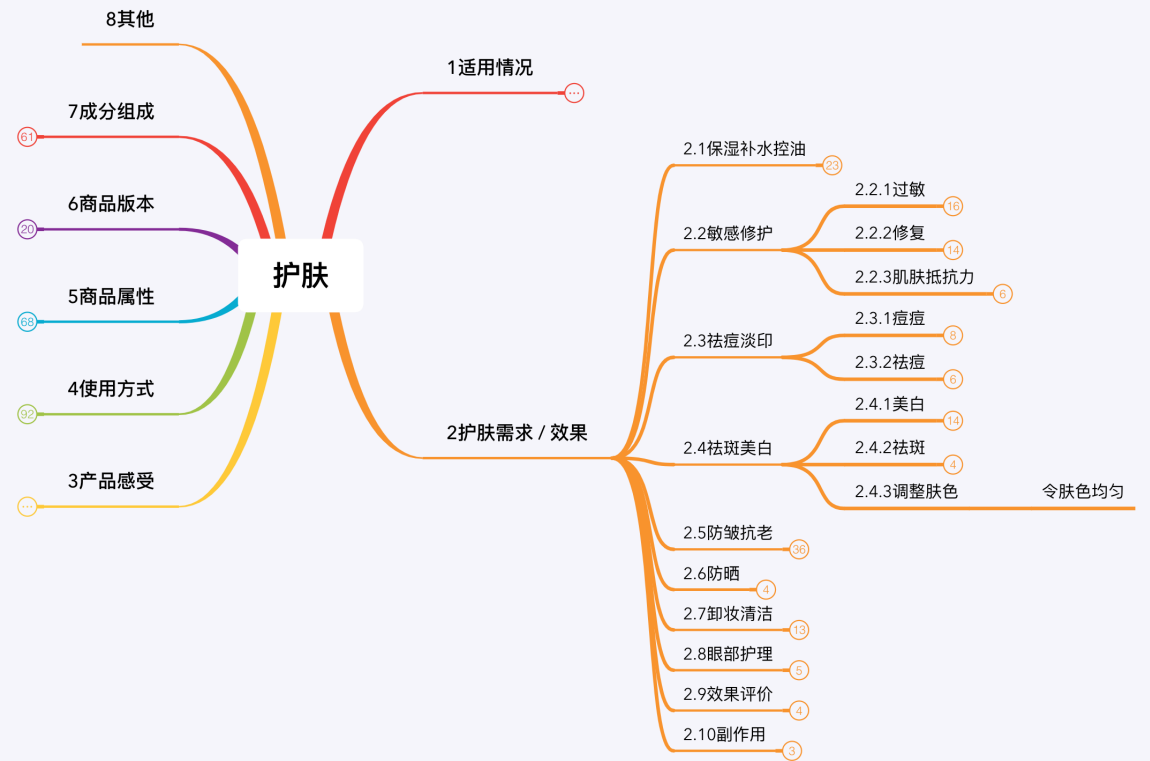 护肤
1适用情况
...
2护肤需求 / 效果
2.1保湿补水控油
23
2.2敏感修护
2.2.1过敏
16
2.2.2修复
14
2.2.3肌肤抵抗力
6
2.3祛痘淡印
2.3.1痘痘
8
2.3.2祛痘
6
2.4祛斑美白
2.4.1美白
14
2.4.2祛斑
4
2.4.3调整肤色
令肤色均匀
2.5防皱抗老
36
2.6防晒
4
2.7卸妆清洁
13
2.8眼部护理
5
2.9效果评价
4
2.10副作用
3
3产品感受
...
4使用方式
92
5商品属性
68
6商品版本
20
7成分组成
61
8其他